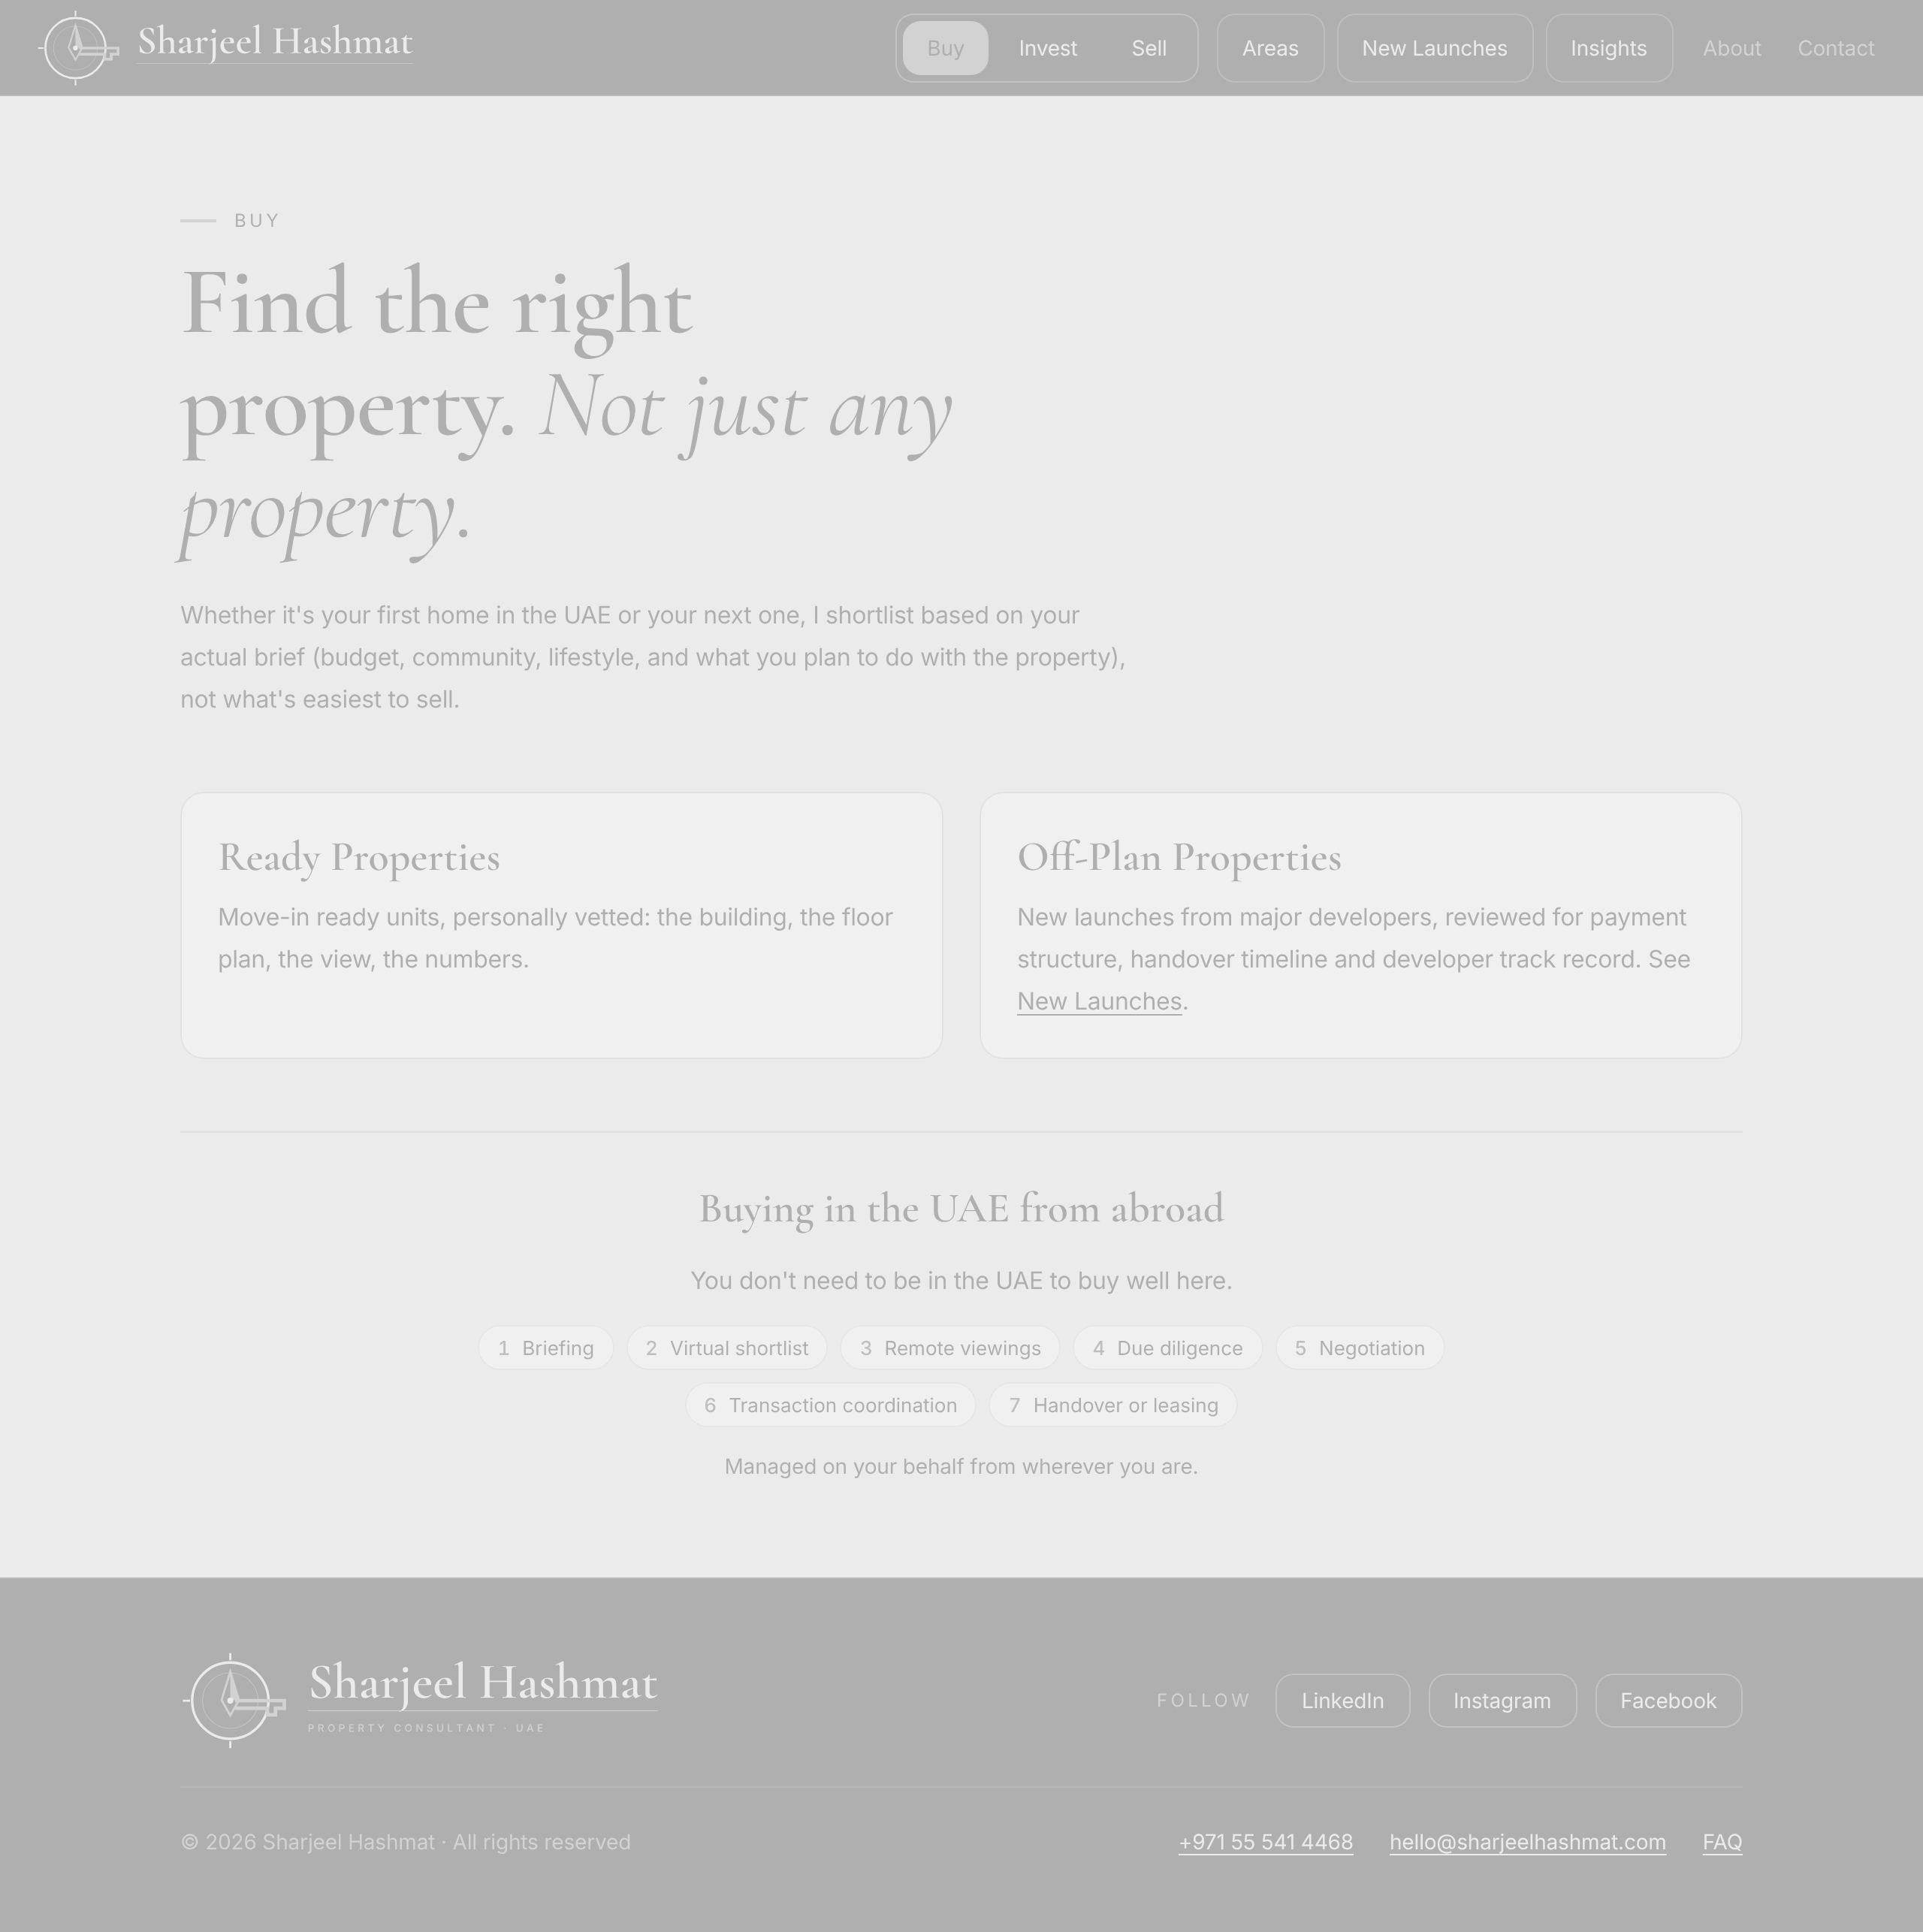 Sharjeel Hashmat
Buy Invest Sell Areas New Launches Insights About Contact
BUY
Find the right
property. Not just any
property.
Whether it's your first home in the UAE or your next one, I shortlist based on your
actual brief (budget, community, lifestyle, and what you plan to do with the property),
not what's easiest to sell.
Ready Properties
Move-in ready units, personally vetted: the building, the floor
plan, the view, the numbers.
Off-Plan Properties
New launches from major developers, reviewed for payment
structure, handover timeline and developer track record. See
New Launches.
Buying in the UAE from abroad
You don't need to be in the UAE to buy well here.
1 Briefing 2 Virtual shortlist 3 Remote viewings 4 Due diligence 5 Negotiation
6 Transaction coordination 7 Handover or leasing
Managed on your behalf from wherever you are.
Sharjeel Hashmat
PROPERTY CONSULTANT · UAE
FOLLOW LinkedIn Instagram Facebook
© 2026 Sharjeel Hashmat · All rights reserved
+971 55 541 4468 hello@sharjeelhashmat.com FAQ